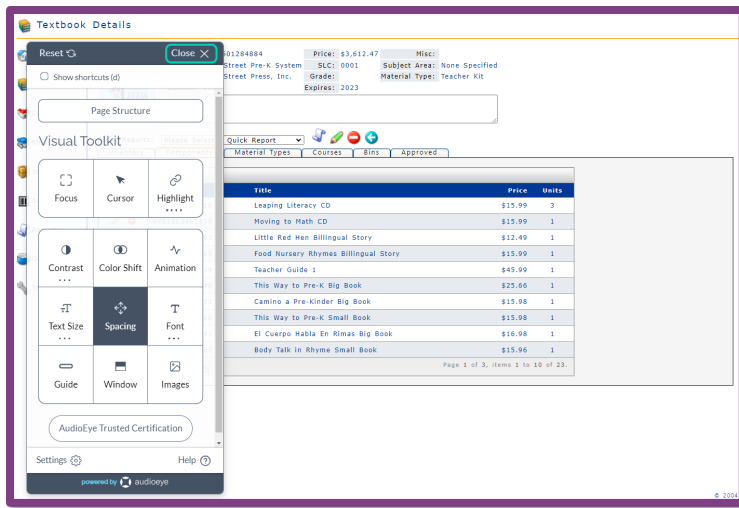 Textbook Details
Reset
Close
Show shortcuts (d)
601284884 Price: $3,612.47 Misc:
Street Pre-K System SLC: 0001 Subject Area: None Specified
Street Press, Inc. Grade: Material Type: Teacher Kit
Expires: 2023
Page Structure
Visual Toolkit
Quick Report
Material Types Courses Bins Approved
Focus Cursor Highlight
Contrast Color Shift Animation
Text Size Spacing Font
Guide Window Images
Title Price Units
Leaping Literacy CD $15.99 3
Moving to Math CD $15.99 1
Little Red Hen Billingual Story $12.49 1
Food Nursery Rhymes Billingual Story $15.99 1
Teacher Guide 1 $45.99 1
This Way to Pre-K Big Book $25.66 1
Camino a Pre-Kinder Big Book $15.98 1
This Way to Pre-K Small Book $15.98 1
El Cuerpo Habla En Rimas Big Book $16.98 1
Body Talk in Rhyme Small Book $15.96 1
Page 1 of 3, items 1 to 10 of 23.
AudioEye Trusted Certification
Settings Help
powered by audioeye
© 2004